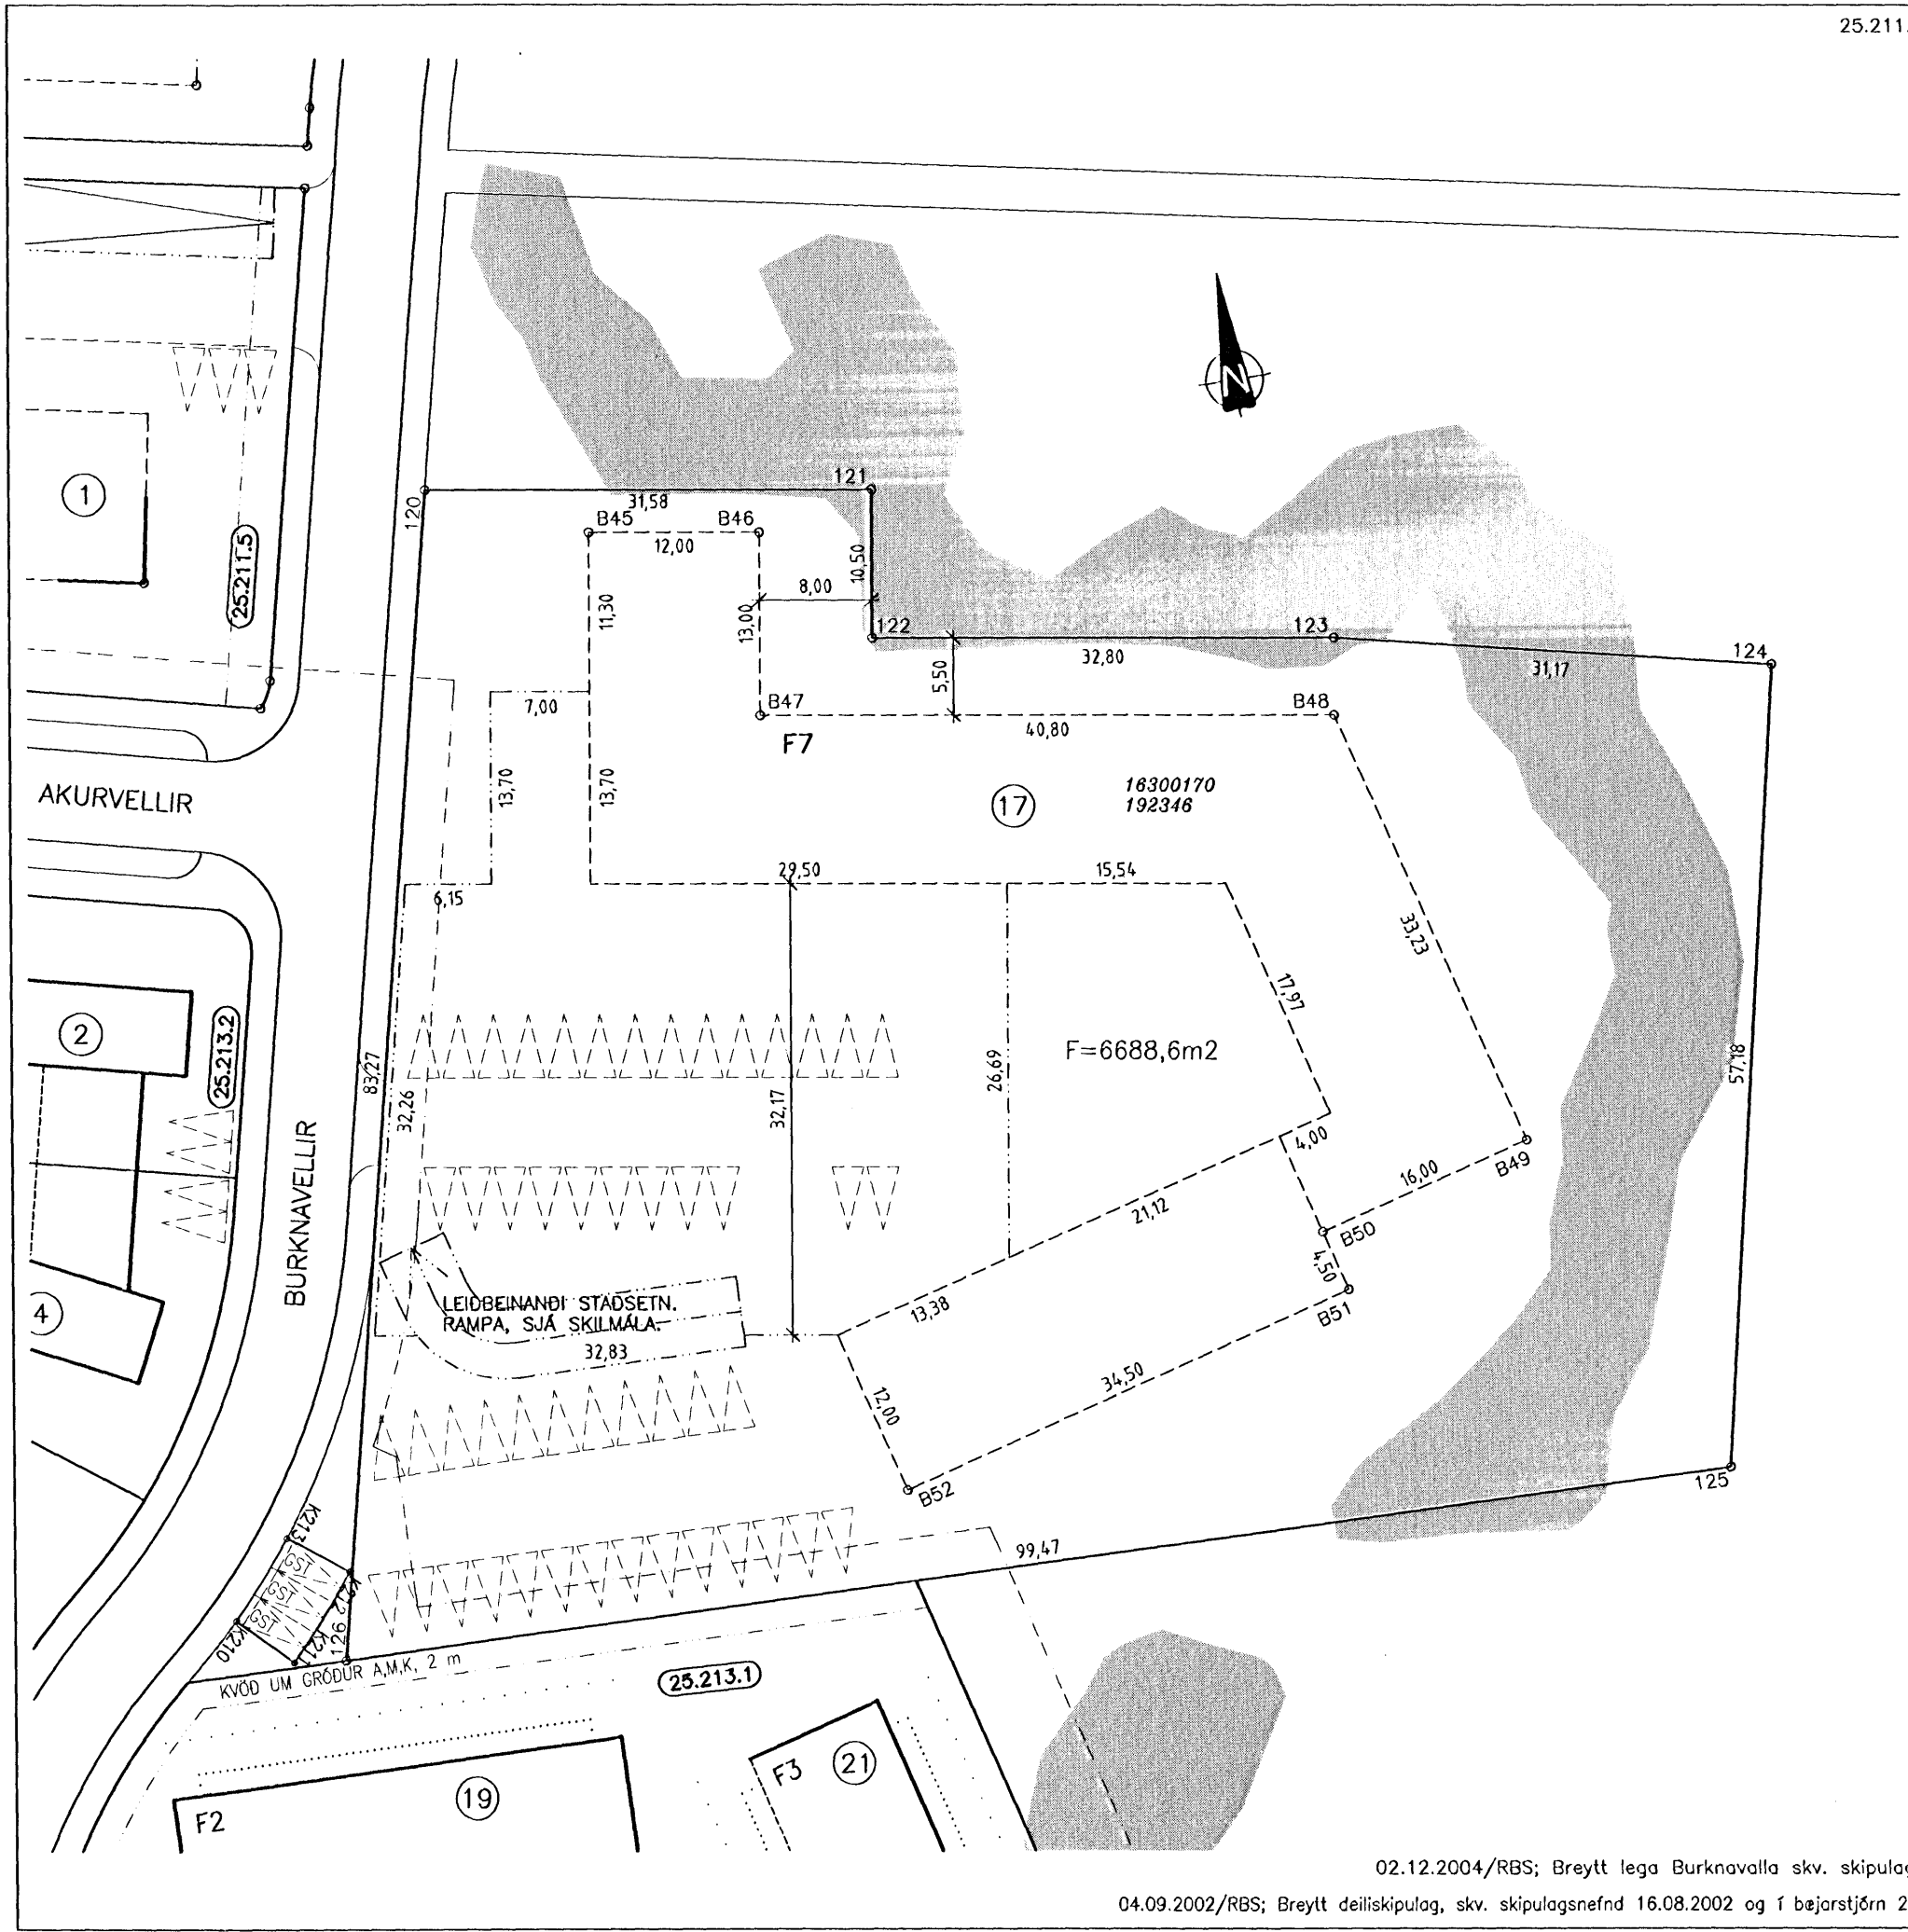 25.211.
121
31,58
120
B45
B46
12,00
1
25.211.5
10,50
11,30
8,00
13,00
122
123
124
32,80
31,17
5,50
7,00
B47
B48
40,80
F7
13,70
13,70
AKURVELLIR
16300170
192346
17
29,50
15,54
6,15
33,23
17,97
2
25.213.2
F=6688,6m2
83,27
32,26
32,17
26,69
57,18
4,00
16,00
B49
21,12
B50
BURKNAVELLIR
4,50
4
LEIÐBEINANDI STAÐSETN.
RAMPA, SJÁ SKILMÁLA.
13,38
B51
32,83
34,50
12,00
125
B52
K213
99,47
K212
K210
K211
126
KVÖÐ UM GRÓÐUR A,M,K, 2 m
25.213.1
F3
21
19
F2
N
02.12.2004/RBS; Breytt lega Burknavalla skv. skipulag
04.09.2002/RBS; Breytt deiliskipulag, skv. skipulagsnefnd 16.08.2002 og í bæjarstjórn 2